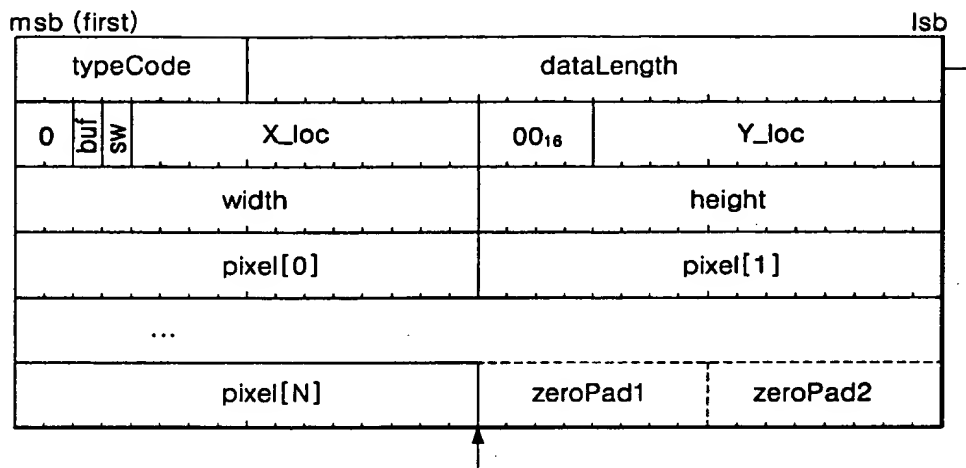 msb (first) lsb
typeCode dataLength
0 buf sw X_loc 00₁₆ Y_loc
width height
pixel[0] pixel[1]
...
pixel[N] zeroPad1 zeroPad2